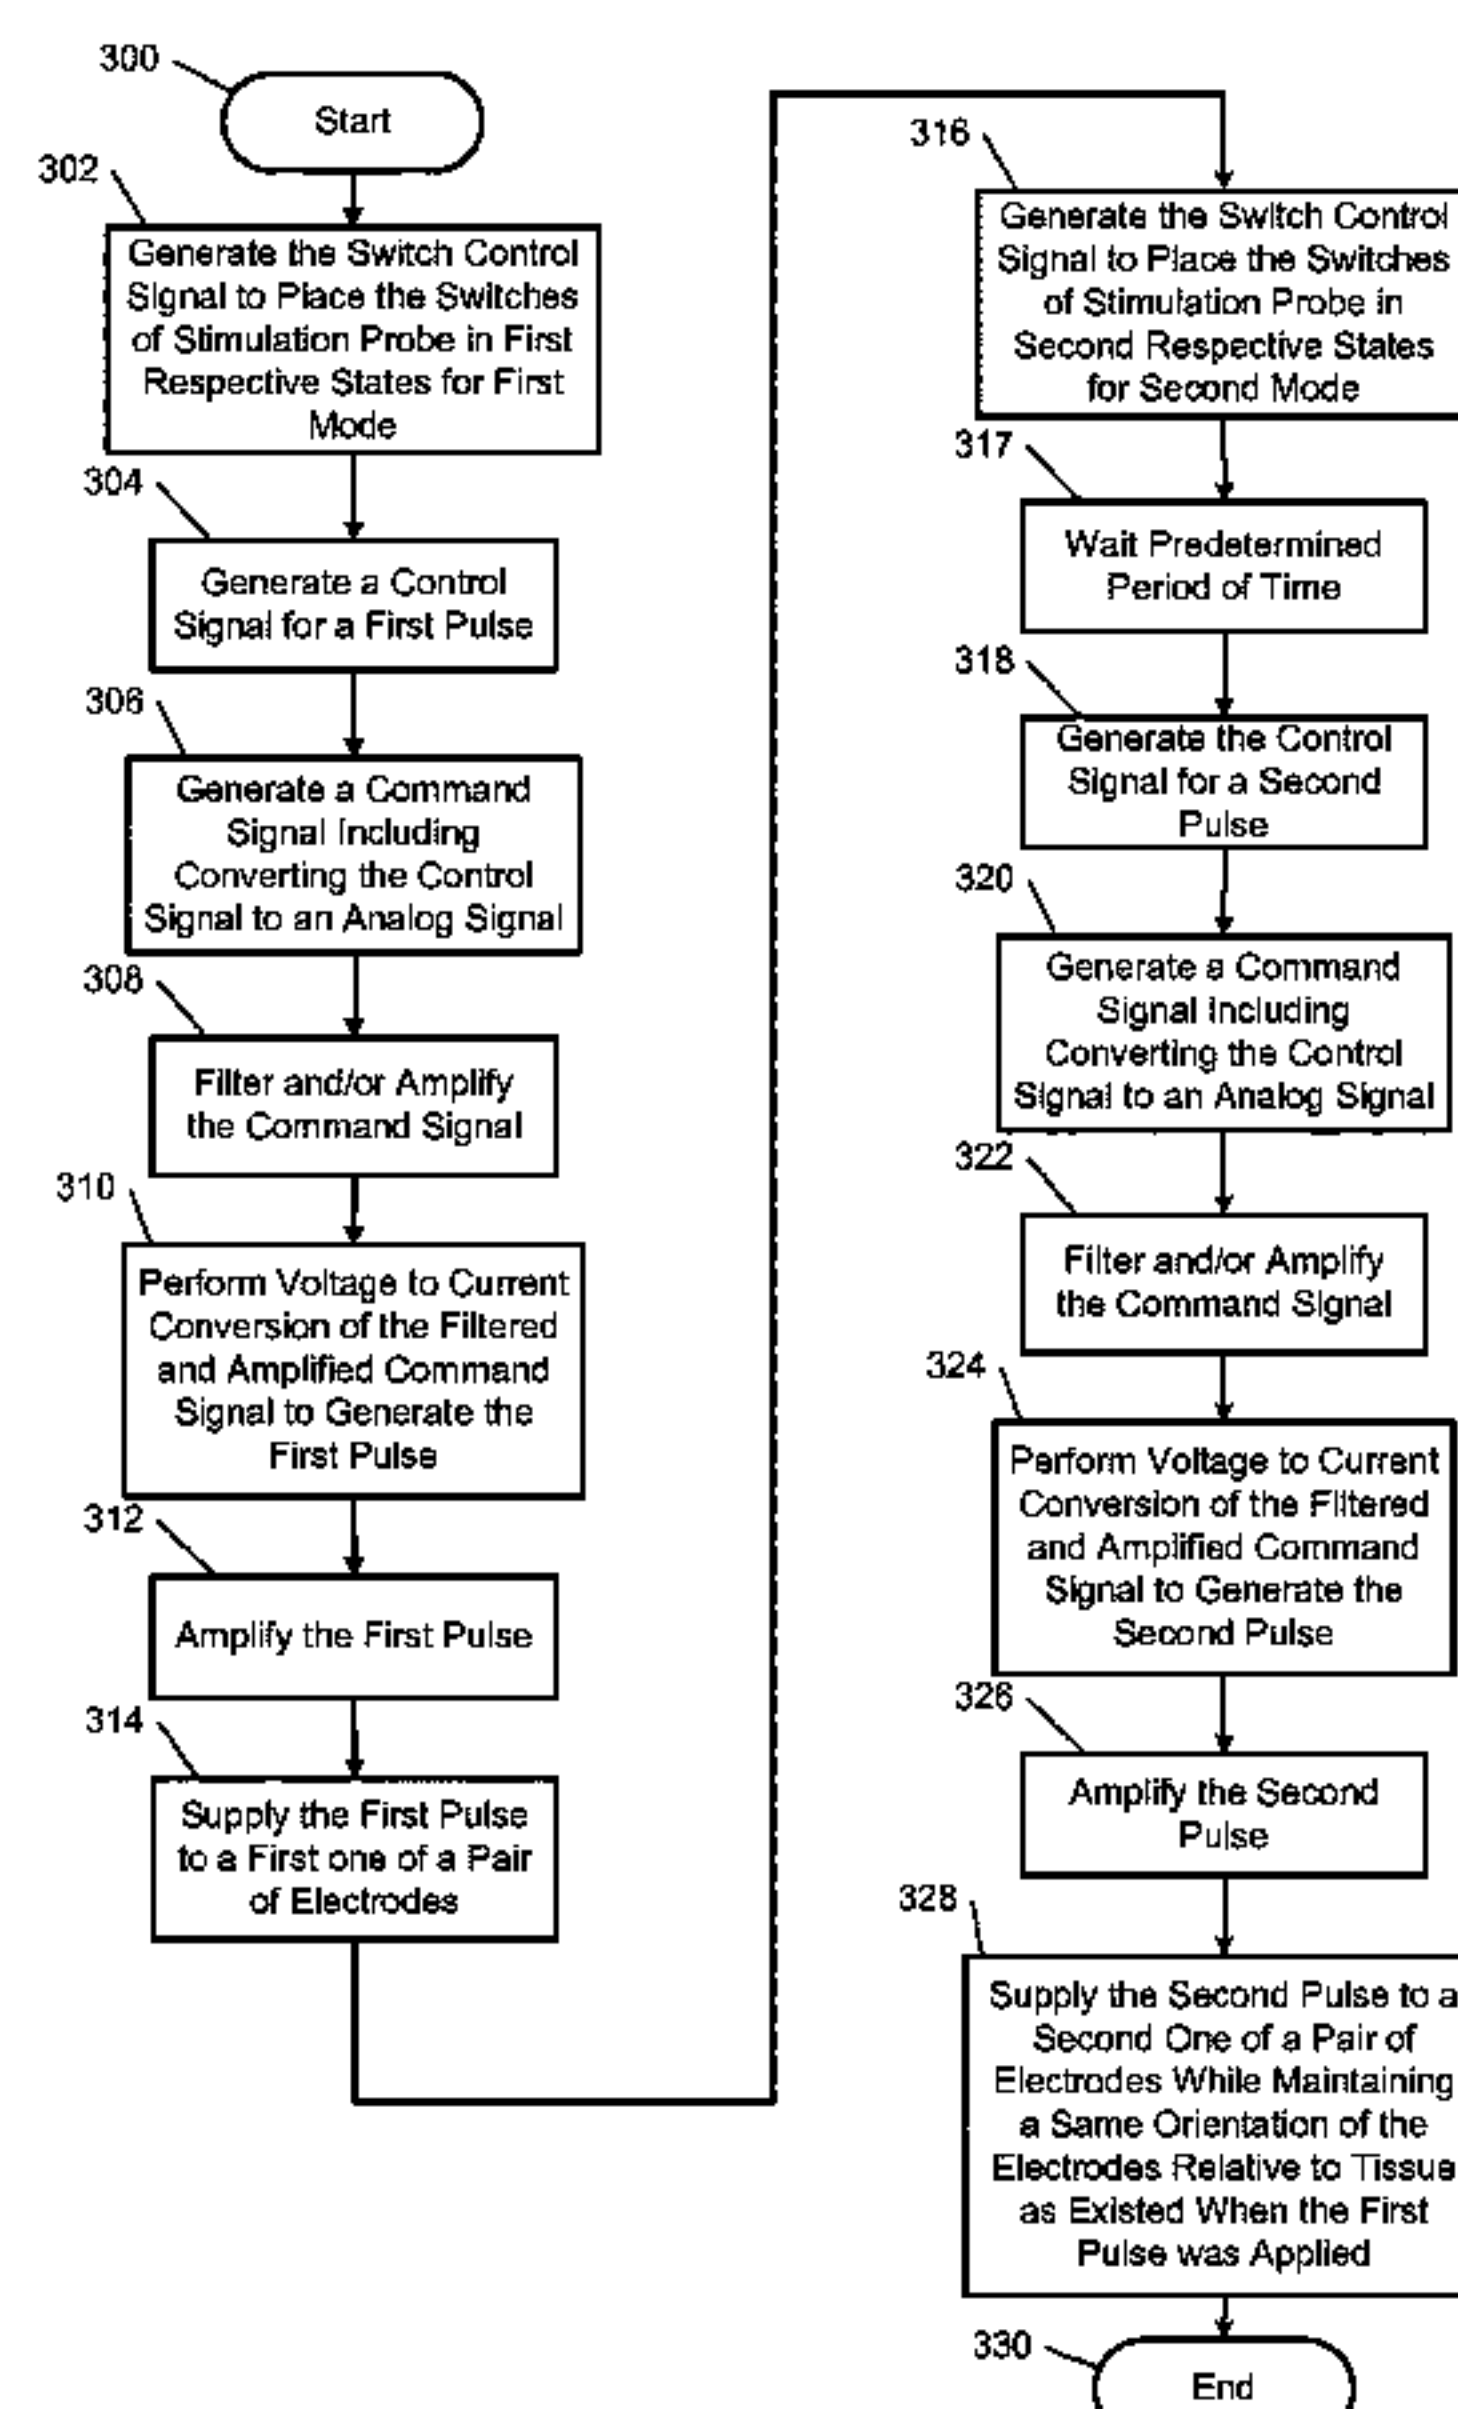 300
Start
302
Generate the Switch Control
Signal to Place the Switches
of Stimulation Probe in First
Respective States for First
Mode
304
Generate a Control
Signal for a First Pulse
306
Generate a Command
Signal Including
Converting the Control
Signal to an Analog Signal
308
Filter and/or Amplify
the Command Signal
310
Perform Voltage to Current
Conversion of the Filtered
and Amplified Command
Signal to Generate the
First Pulse
312
Amplify the First Pulse
314
Supply the First Pulse
to a First one of a Pair
of Electrodes
316
Generate the Switch Control
Signal to Place the Switches
of Stimulation Probe in
Second Respective States
for Second Mode
317
Wait Predetermined
Period of Time
318
Generate the Control
Signal for a Second
Pulse
320
Generate a Command
Signal Including
Converting the Control
Signal to an Analog Signal
322
Filter and/or Amplify
the Command Signal
324
Perform Voltage to Current
Conversion of the Filtered
and Amplified Command
Signal to Generate the
Second Pulse
326
Amplify the Second
Pulse
328
Supply the Second Pulse to a
Second One of a Pair of
Electrodes While Maintaining
a Same Orientation of the
Electrodes Relative to Tissue
as Existed When the First
Pulse was Applied
330
End